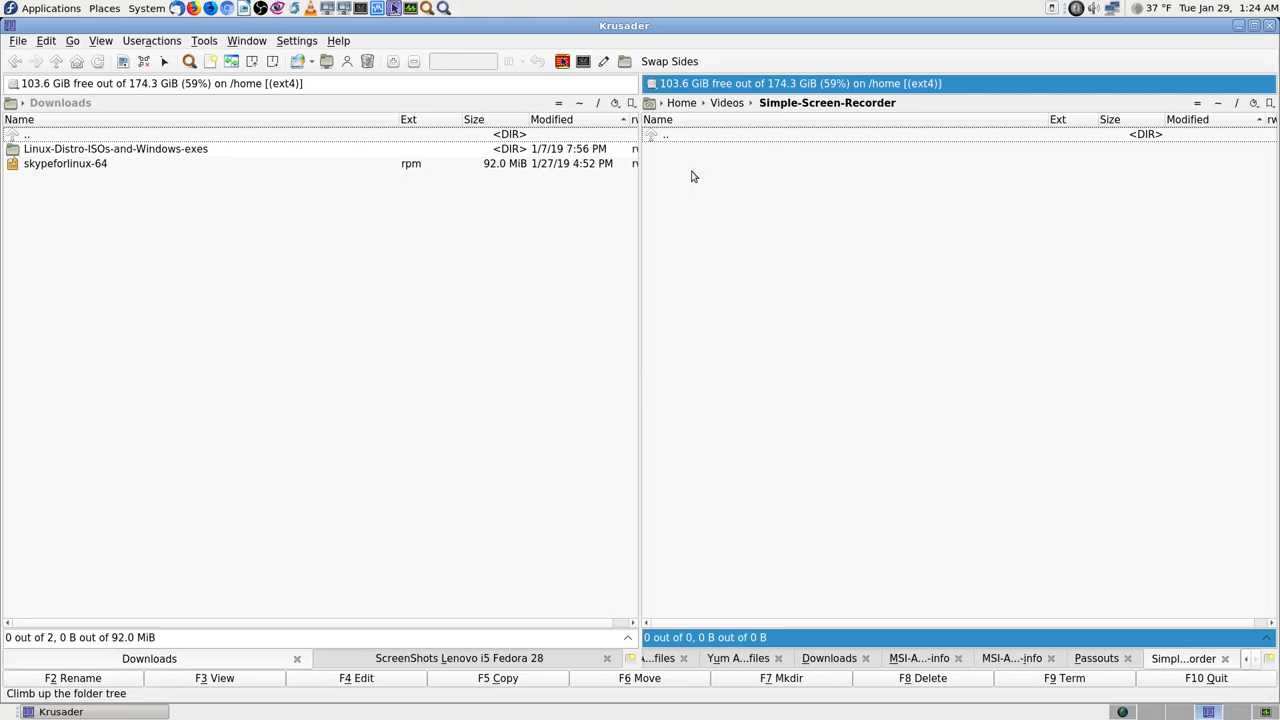 Applications Places System 37 °F Tue Jan 29, 1:24 AM
Krusader
File Edit Go View Useractions Tools Window Settings Help
Swap Sides
103.6 GiB free out of 174.3 GiB (59%) on /home [(ext4)]
103.6 GiB free out of 174.3 GiB (59%) on /home [(ext4)]
Downloads = ~ /
Home Videos Simple-Screen-Recorder = ~ /
Name Ext Size Modified rw
Name Ext Size Modified rw
.. <DIR>
.. <DIR>
Linux-Distro-ISOs-and-Windows-exes <DIR> 1/7/19 7:56 PM
skypeforlinux-64 rpm 92.0 MiB 1/27/19 4:52 PM
0 out of 2, 0 B out of 92.0 MiB
0 out of 0, 0 B out of 0 B
Downloads ScreenShots Lenovo i5 Fedora 28
...files Yum A...files Downloads MSI-A...-info MSI-A...-info Passouts Simpl...order
F2 Rename F3 View F4 Edit F5 Copy F6 Move F7 Mkdir F8 Delete F9 Term F10 Quit
Climb up the folder tree
Krusader